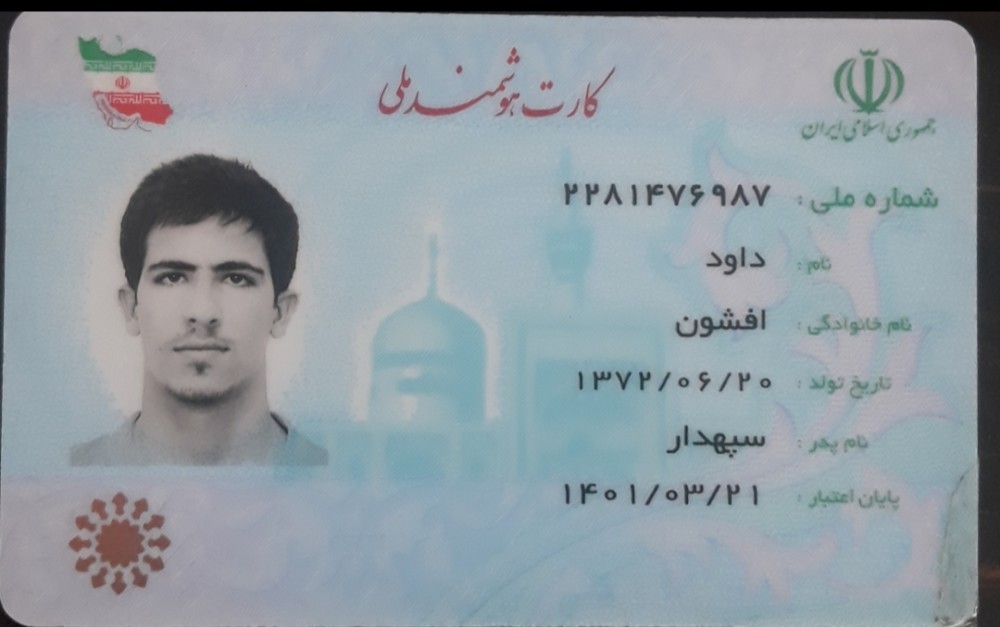 کارت هوشمند ملی
جمهوری اسلامی ایران
شماره ملی : ۲۲۸۱۴۷۶۹۸۷
نام : داود
نام خانوادگی : افشون
تاریخ تولد : ۱۳۷۲/۰۶/۲۰
نام پدر : سپهدار
پایان اعتبار : ۱۴۰۱/۰۳/۲۱